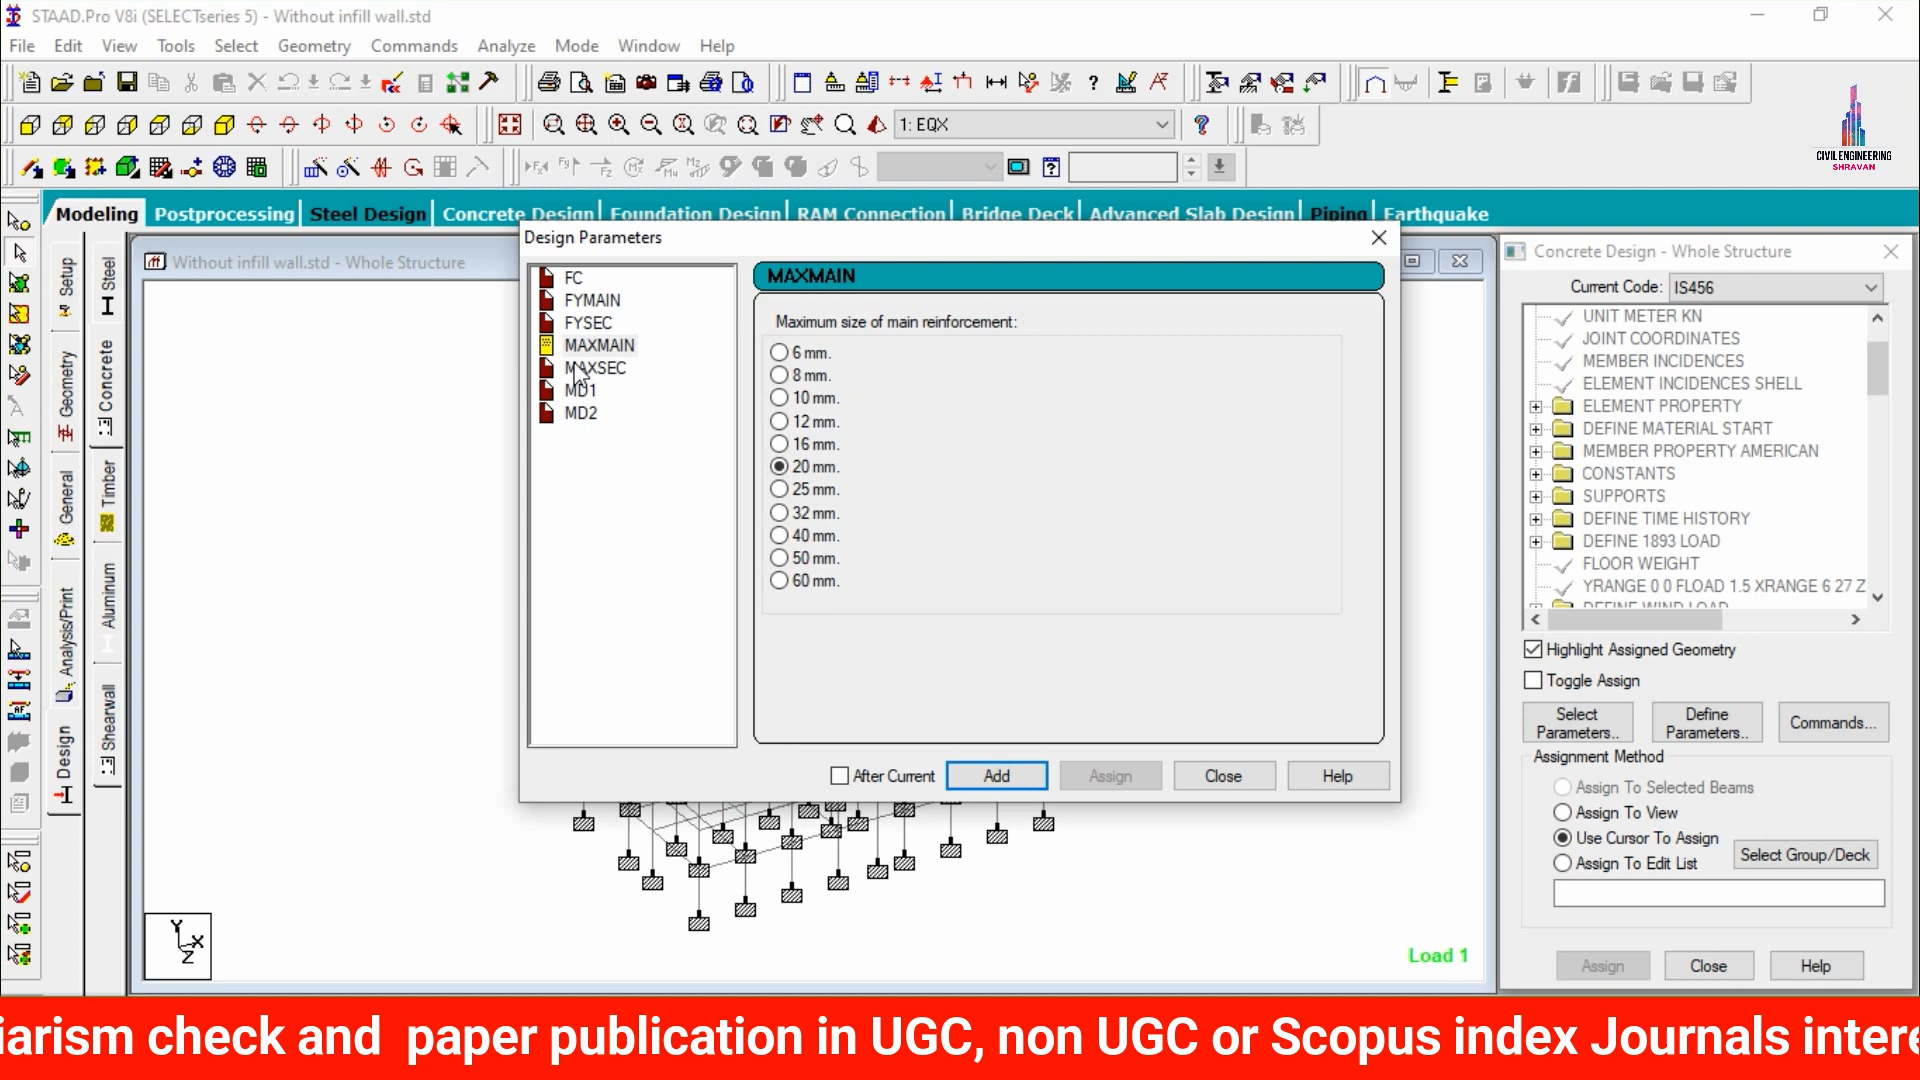 STAAD.Pro V8i (SELECTseries 5) - Without infill wall.std
File Edit View Tools Select Geometry Commands Analyze Mode Window Help
1: EQX
CIVIL ENGINEERING
SHRAVAN
Modeling Postprocessing Steel Design Concrete Design Foundation Design RAM Connection Bridge Deck Advanced Slab Design Piping Earthquake
Setup
Geometry
General
Analysis/Print
Design
Steel
Concrete
Timber
Aluminum
Shearwall
Without infill wall.std - Whole Structure
Design Parameters
FC
FYMAIN
FYSEC
MAXMAIN
MAXSEC
MD1
MD2
MAXMAIN
Maximum size of main reinforcement:
6 mm.
8 mm.
10 mm.
12 mm.
16 mm.
20 mm.
25 mm.
32 mm.
40 mm.
50 mm.
60 mm.
After Current Add Assign Close Help
Y
X
Z
Load 1
Concrete Design - Whole Structure
Current Code: IS456
UNIT METER KN
JOINT COORDINATES
MEMBER INCIDENCES
ELEMENT INCIDENCES SHELL
ELEMENT PROPERTY
DEFINE MATERIAL START
MEMBER PROPERTY AMERICAN
CONSTANTS
SUPPORTS
DEFINE TIME HISTORY
DEFINE 1893 LOAD
FLOOR WEIGHT
YRANGE 0 0 FLOAD 1.5 XRANGE 6 27 Z
DEFINE WIND LOAD
Highlight Assigned Geometry
Toggle Assign
Select Parameters..
Define Parameters..
Commands...
Assignment Method
Assign To Selected Beams
Assign To View
Use Cursor To Assign
Assign To Edit List
Select Group/Deck
Assign Close Help
iarism check and paper publication in UGC, non UGC or Scopus index Journals intere